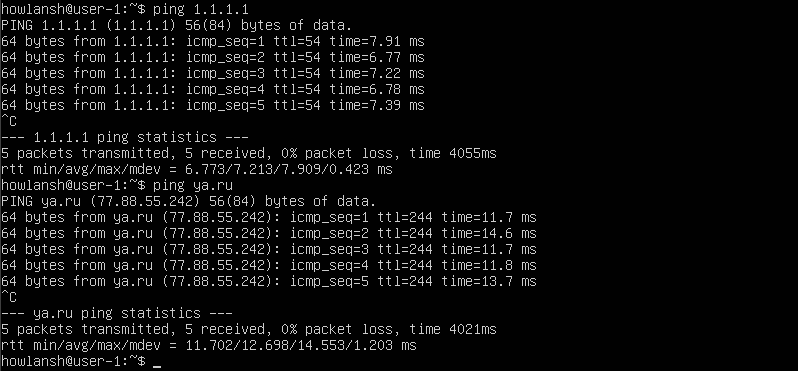 howlansh@user-1:~$ ping 1.1.1.1
PING 1.1.1.1 (1.1.1.1) 56(84) bytes of data.
64 bytes from 1.1.1.1: icmp_seq=1 ttl=54 time=7.91 ms
64 bytes from 1.1.1.1: icmp_seq=2 ttl=54 time=6.77 ms
64 bytes from 1.1.1.1: icmp_seq=3 ttl=54 time=7.22 ms
64 bytes from 1.1.1.1: icmp_seq=4 ttl=54 time=6.78 ms
64 bytes from 1.1.1.1: icmp_seq=5 ttl=54 time=7.39 ms
^C
--- 1.1.1.1 ping statistics ---
5 packets transmitted, 5 received, 0% packet loss, time 4055ms
rtt min/avg/max/mdev = 6.773/7.213/7.909/0.423 ms
howlansh@user-1:~$ ping ya.ru
PING ya.ru (77.88.55.242) 56(84) bytes of data.
64 bytes from ya.ru (77.88.55.242): icmp_seq=1 ttl=244 time=11.7 ms
64 bytes from ya.ru (77.88.55.242): icmp_seq=2 ttl=244 time=14.6 ms
64 bytes from ya.ru (77.88.55.242): icmp_seq=3 ttl=244 time=11.7 ms
64 bytes from ya.ru (77.88.55.242): icmp_seq=4 ttl=244 time=11.8 ms
64 bytes from ya.ru (77.88.55.242): icmp_seq=5 ttl=244 time=13.7 ms
^C
--- ya.ru ping statistics ---
5 packets transmitted, 5 received, 0% packet loss, time 4021ms
rtt min/avg/max/mdev = 11.702/12.698/14.553/1.203 ms
howlansh@user-1:~$ _